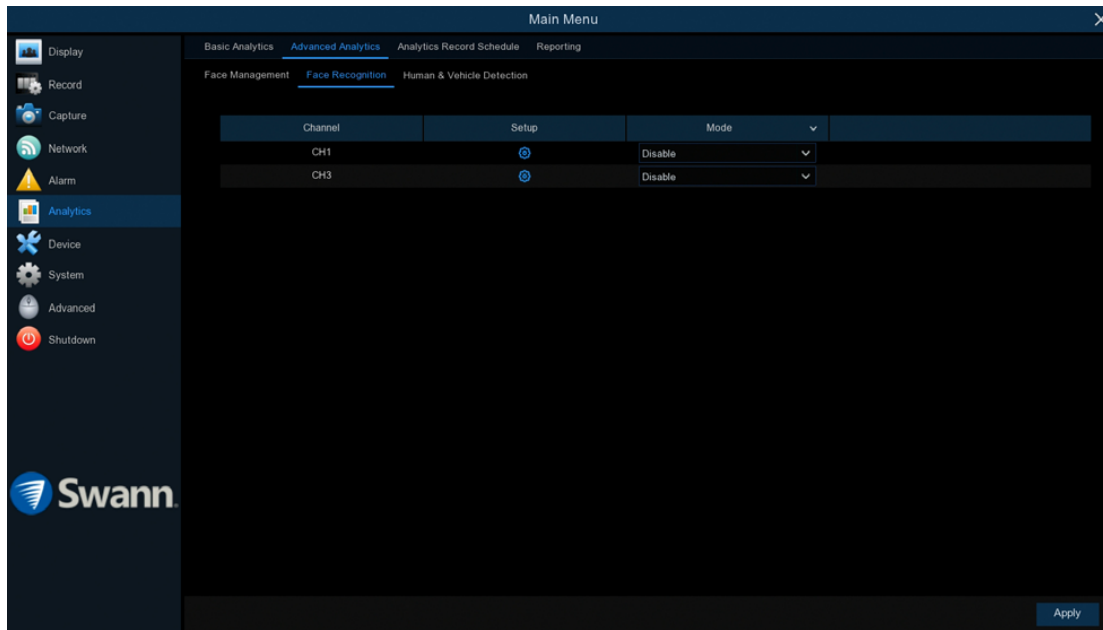 Main Menu
Display
Record
Capture
Network
Alarm
Analytics
Device
System
Advanced
Shutdown
Swann
Basic Analytics Advanced Analytics Analytics Record Schedule Reporting
Face Management Face Recognition Human & Vehicle Detection
Channel Setup Mode
CH1 Disable
CH3 Disable
Apply